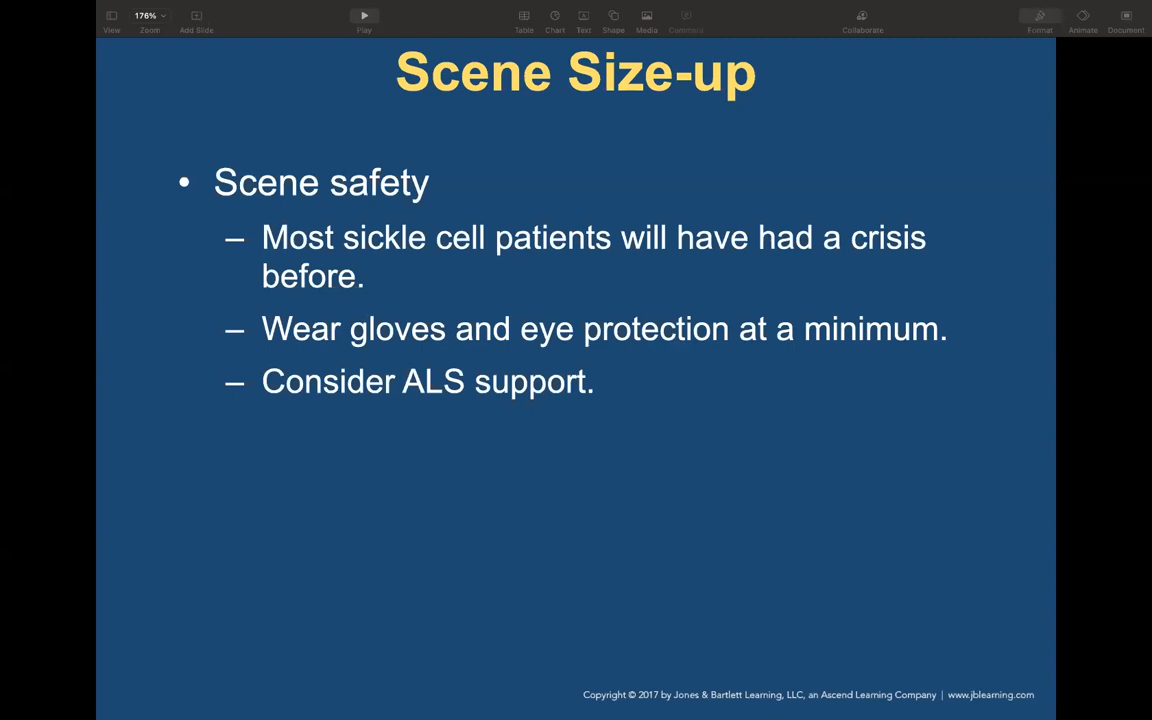 176%
View Zoom Add Slide Play Table Chart Text Shape Media Comment Collaborate Format Animate Document
Scene Size-up
• Scene safety
– Most sickle cell patients will have had a crisis
before.
– Wear gloves and eye protection at a minimum.
– Consider ALS support.
Copyright © 2017 by Jones & Bartlett Learning, LLC, an Ascend Learning Company | www.jblearning.com